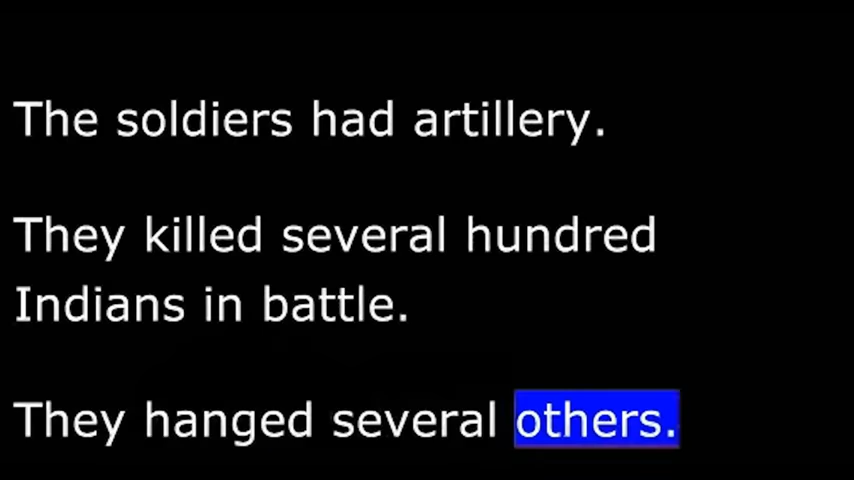 The soldiers had artillery.
They killed several hundred
Indians in battle.
They hanged several others.